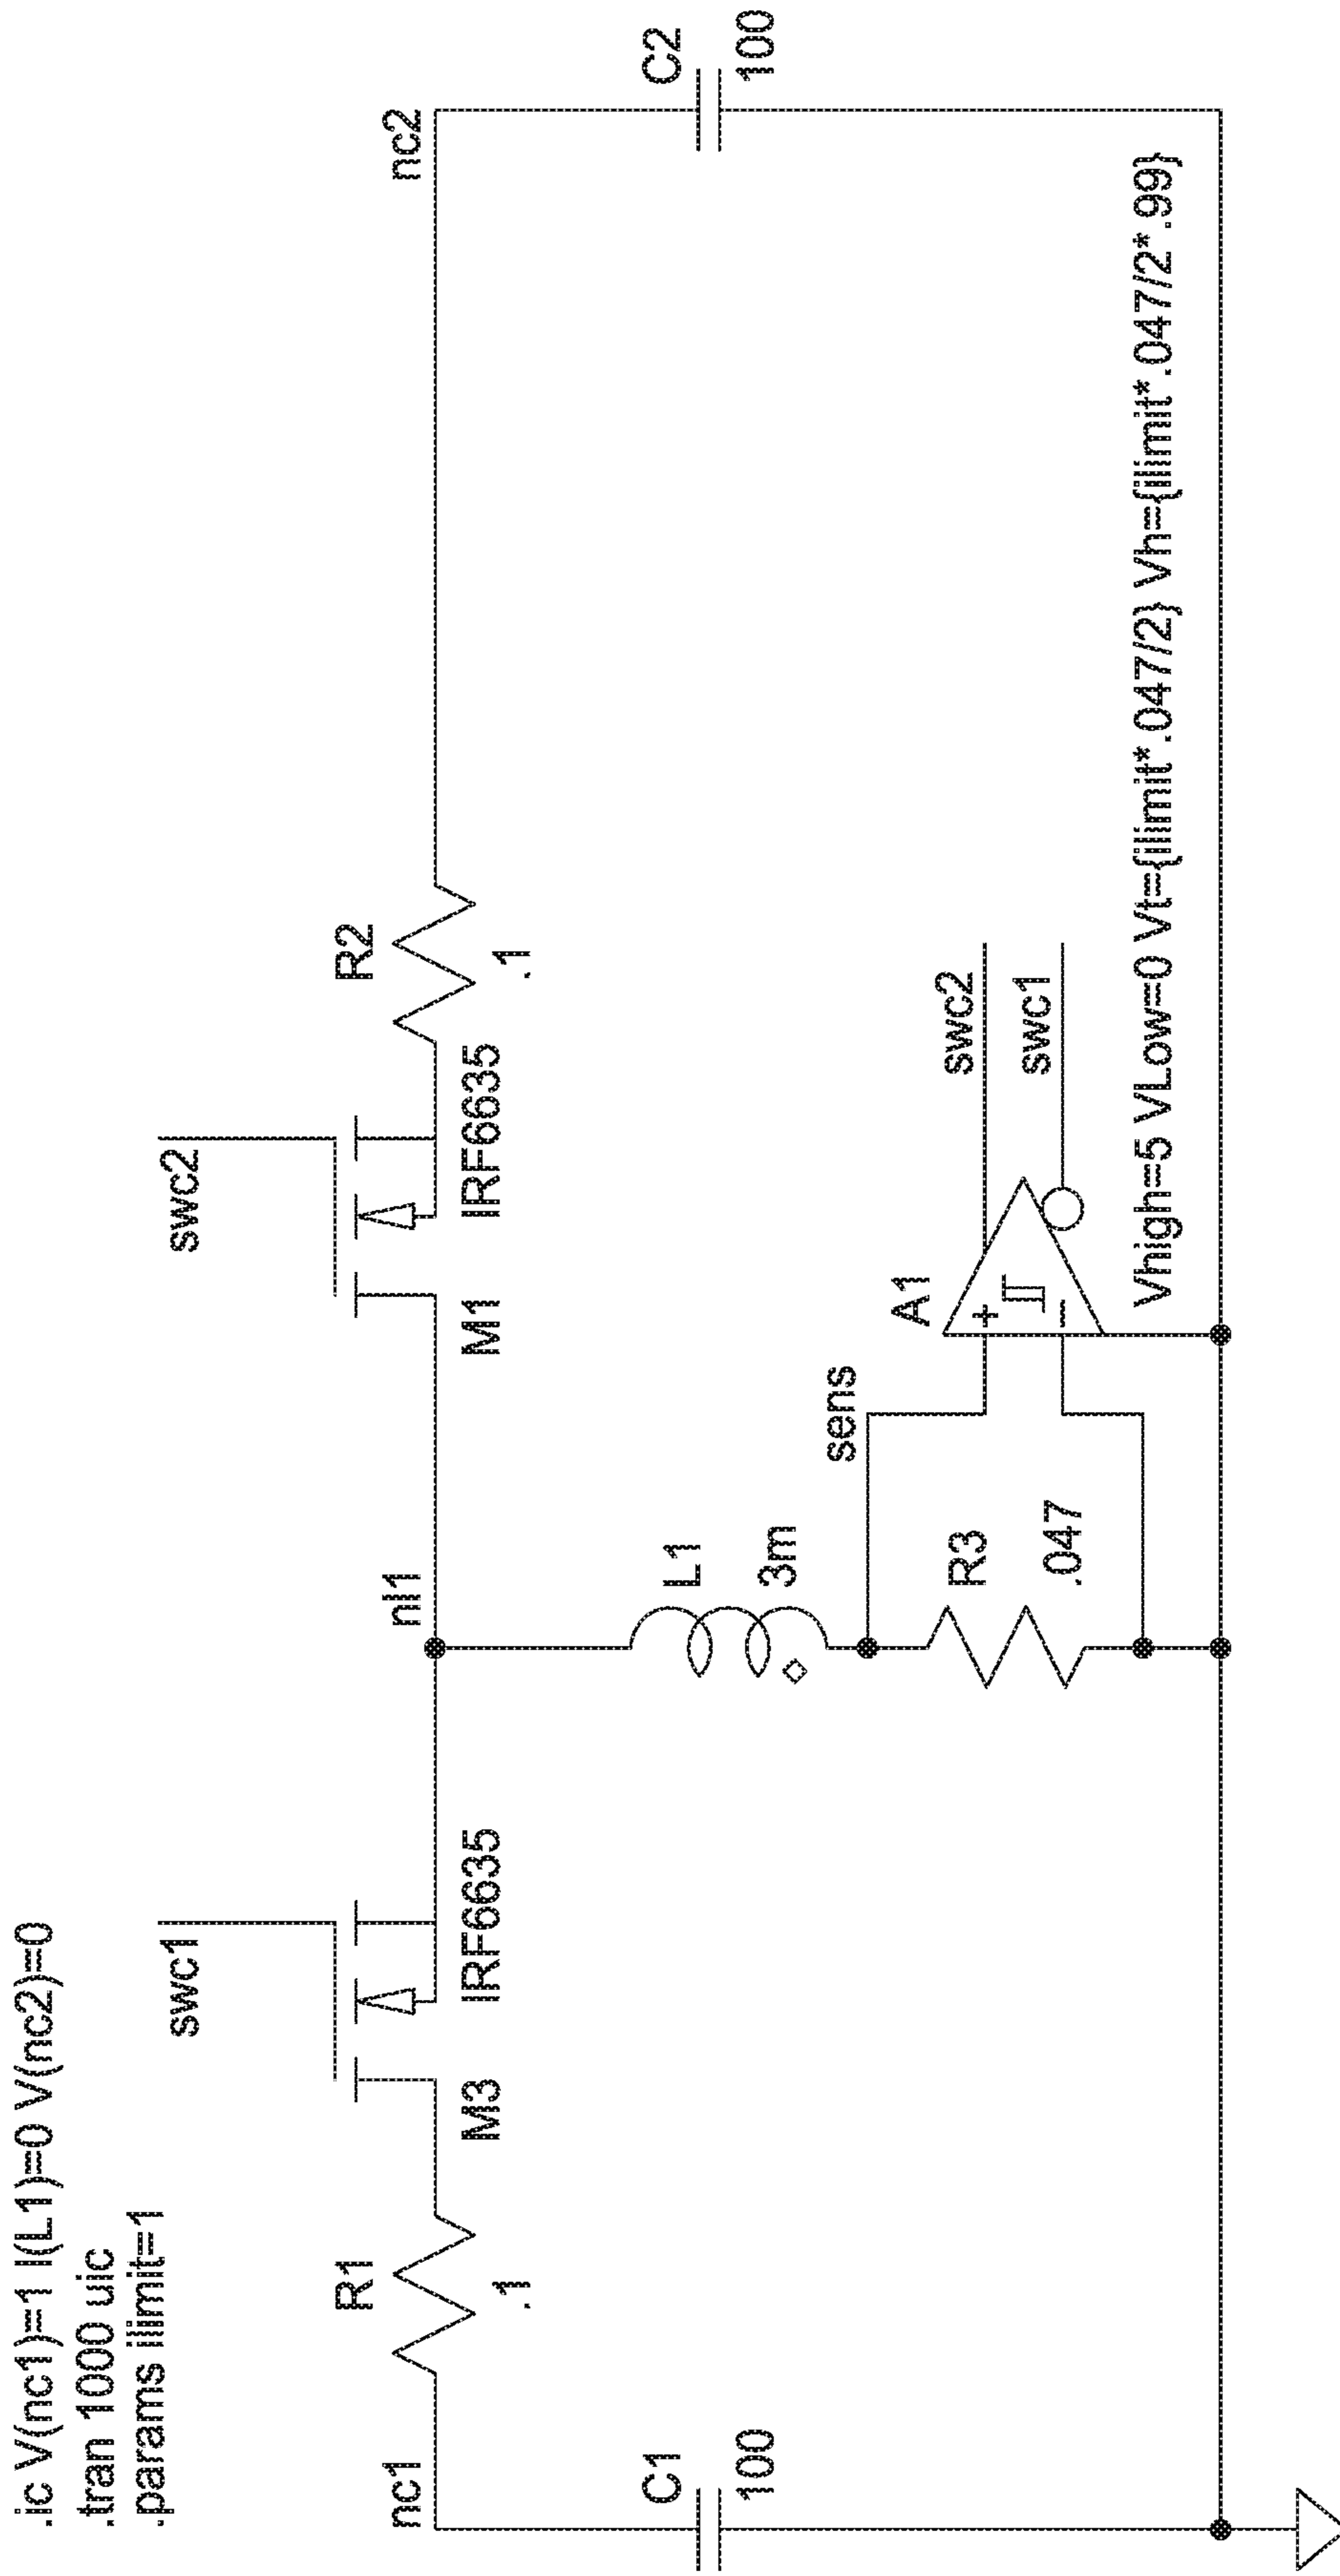 .ic V(nc1)=1 I(L1)=0 V(nc2)=0
.tran 1000 uic
.params ilimit=1
swc1
swc2
nc1
R1
.1
M3
IRF6635
nl1
M1
IRF6635
R2
.1
nc2
C1
100
L1
3m
C2
100
sens
R3
.047
A1
+
-
swc2
swc1
Vhigh=5 VLow=0 Vt={ilimit*.047/2} Vh={ilimit*.047/2*.99}